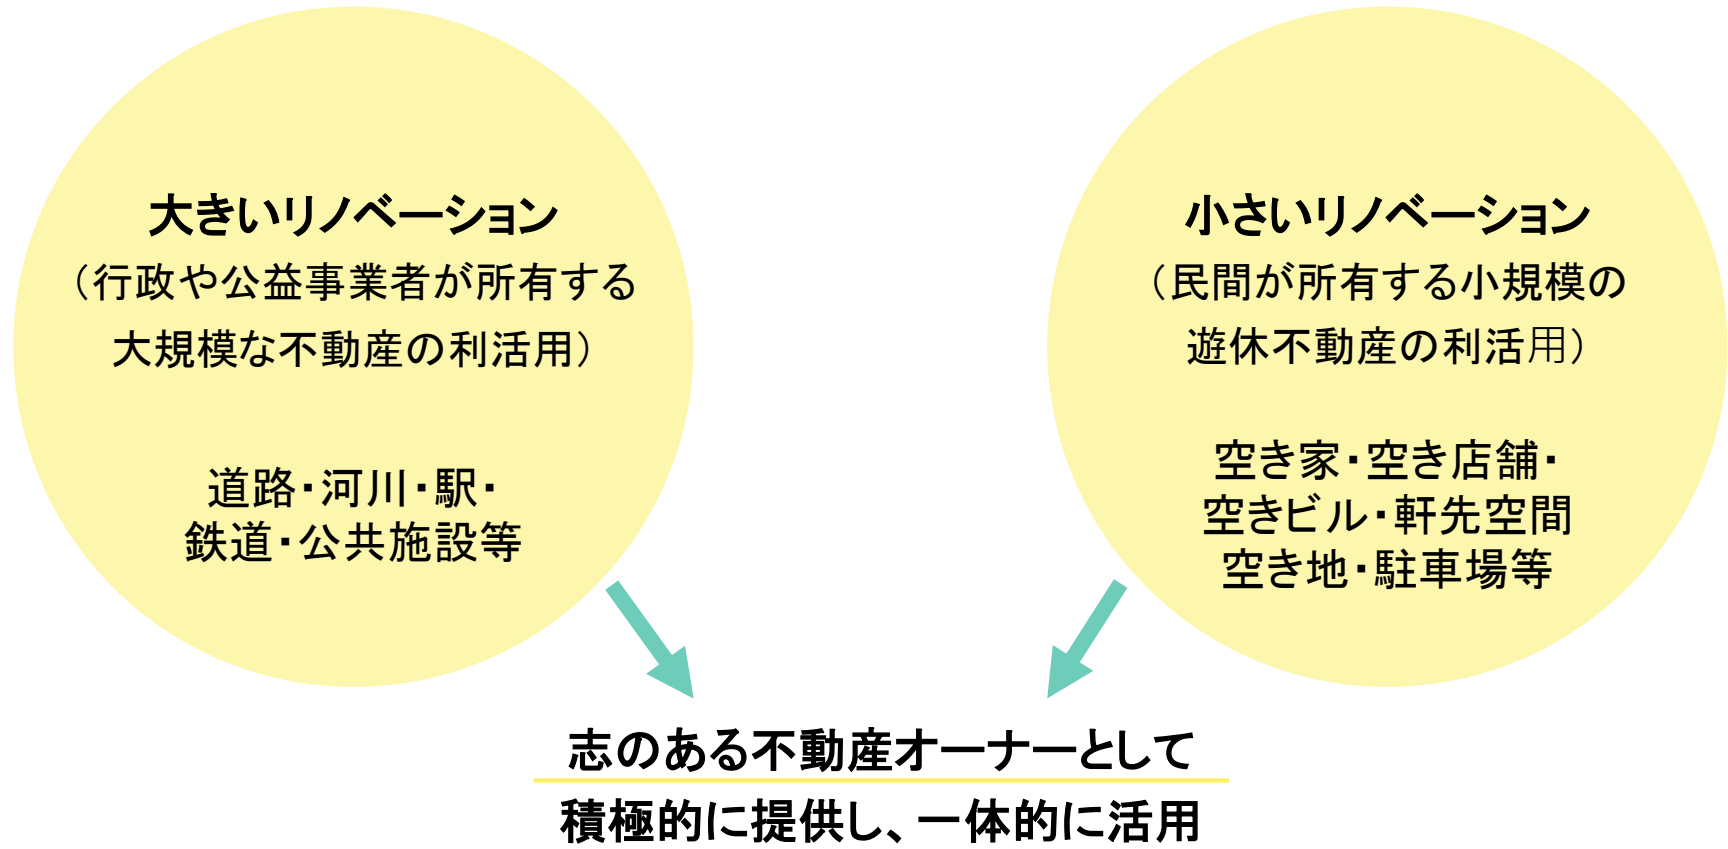 大きいリノベーション
（行政や公益事業者が所有する
大規模な不動産の利活用）
道路・河川・駅・
鉄道・公共施設等
小さいリノベーション
（民間が所有する小規模の
遊休不動産の利活用）
空き家・空き店舗・
空きビル・軒先空間
空き地・駐車場等
志のある不動産オーナーとして
積極的に提供し、一体的に活用